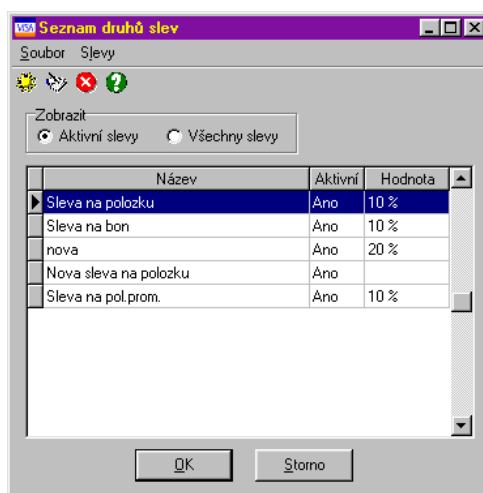 VISA Seznam druhů slev
Soubor Slevy
Zobrazit
Aktivní slevy Všechny slevy
Název Aktivní Hodnota
Sleva na polozku Ano 10 %
Sleva na bon Ano 10 %
nova Ano 20 %
Nova sleva na polozku Ano
Sleva na pol.prom. Ano 10 %
OK Storno